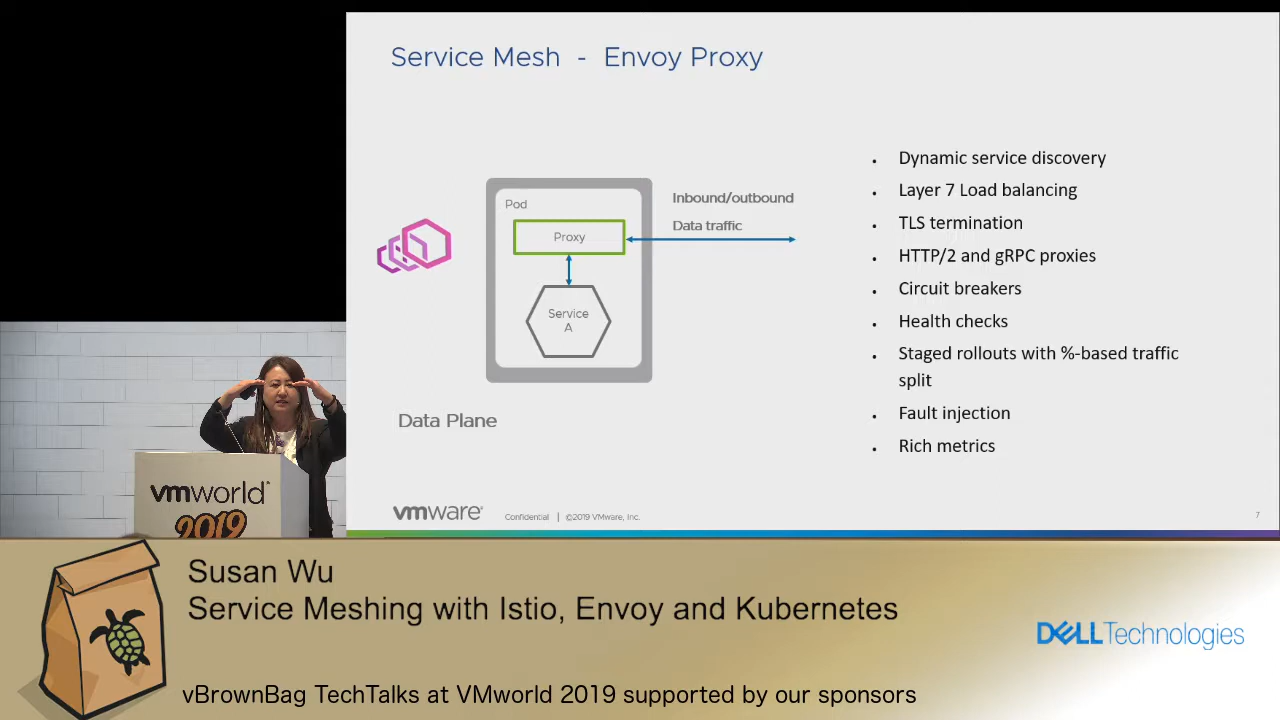 Service Mesh - Envoy Proxy
Pod
Proxy
Service
A
Inbound/outbound
Data traffic
Data Plane
• Dynamic service discovery
• Layer 7 Load balancing
• TLS termination
• HTTP/2 and gRPC proxies
• Circuit breakers
• Health checks
• Staged rollouts with %-based traffic
split
• Fault injection
• Rich metrics
vmware®
Confidential | ©2019 VMware, Inc.
7
vmworld®
2019
Susan Wu
Service Meshing with Istio, Envoy and Kubernetes
DELL Technologies
vBrownBag TechTalks at VMworld 2019 supported by our sponsors